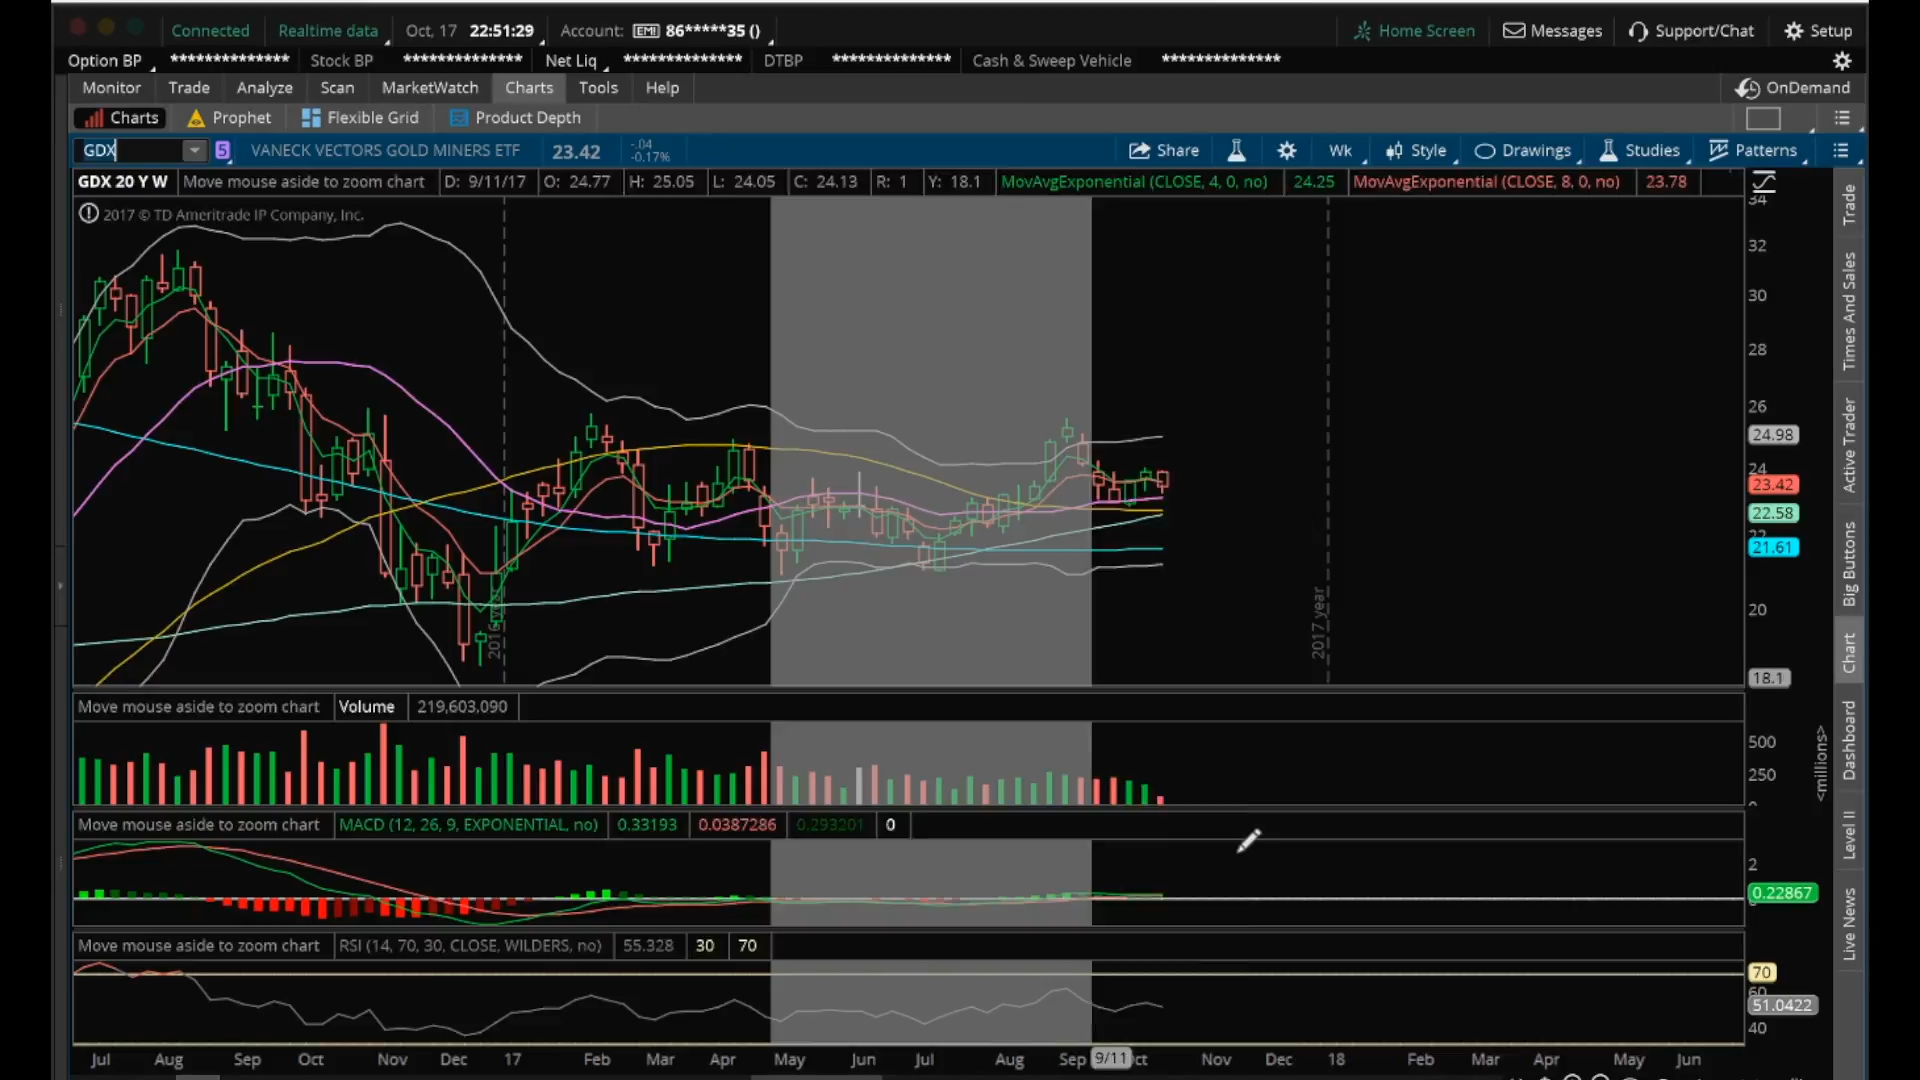 Connected Realtime data Oct, 17 22:51:29 Account: EMI 86*****35 () Home Screen Messages Support/Chat Setup
Option BP ************** Stock BP ************** Net Liq ************** DTBP ************** Cash & Sweep Vehicle **************
Monitor Trade Analyze Scan MarketWatch Charts Tools Help OnDemand
Charts Prophet Flexible Grid Product Depth
GDX 5 VANECK VECTORS GOLD MINERS ETF 23.42 -.04 -0.17% Share Wk Style Drawings Studies Patterns
GDX 20 Y W Move mouse aside to zoom chart D: 9/11/17 O: 24.77 H: 25.05 L: 24.05 C: 24.13 R: 1 Y: 18.1 MovAvgExponential (CLOSE, 4, 0, no) 24.25 MovAvgExponential (CLOSE, 8, 0, no) 23.78
2017 © TD Ameritrade IP Company, Inc.
34
32
30
28
26
24.98
24
23.42
22.58
22
21.61
20
18.1
2016 year
2017 year
Move mouse aside to zoom chart Volume 219,603,090
500
250
<millions>
Move mouse aside to zoom chart MACD (12, 26, 9, EXPONENTIAL, no) 0.33193 0.0387286 0.293201 0
2
0.22867
Move mouse aside to zoom chart RSI (14, 70, 30, CLOSE, WILDERS, no) 55.328 30 70
70
60
51.0422
40
Jul Aug Sep Oct Nov Dec 17 Feb Mar Apr May Jun Jul Aug Sep 9/11 ct Nov Dec 18 Feb Mar Apr May Jun
Trade
Times And Sales
Active Trader
Big Buttons
Chart
Dashboard
Level II
Live News